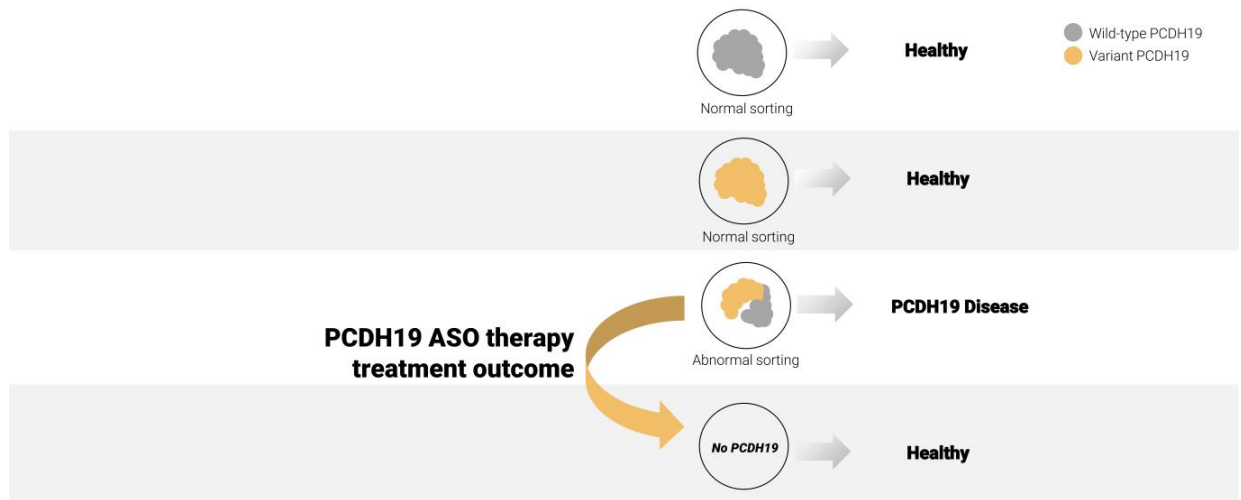 Healthy
Wild-type PCDH19
Variant PCDH19
Normal sorting
Healthy
Normal sorting
PCDH19 Disease
PCDH19 ASO therapy
treatment outcome
Abnormal sorting
No PCDH19
Healthy